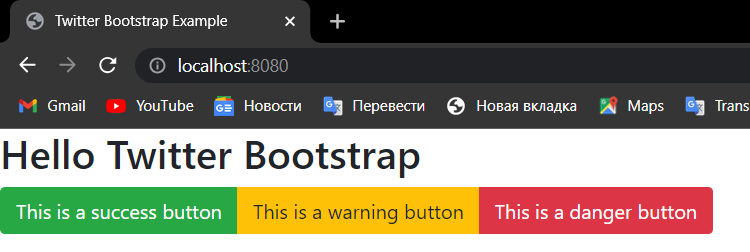 Twitter Bootstrap Example
localhost:8080
Gmail YouTube Новости Перевести Новая вкладка Maps Trans
Hello Twitter Bootstrap
This is a success button This is a warning button This is a danger button